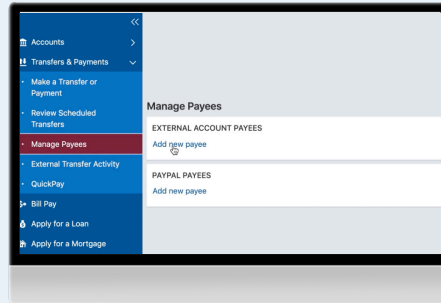 Accounts
Transfers & Payments
Make a Transfer or
Payment
Review Scheduled
Transfers
Manage Payees
External Transfer Activity
QuickPay
Bill Pay
Apply for a Loan
Apply for a Mortgage
Manage Payees
EXTERNAL ACCOUNT PAYEES
Add new payee
PAYPAL PAYEES
Add new payee